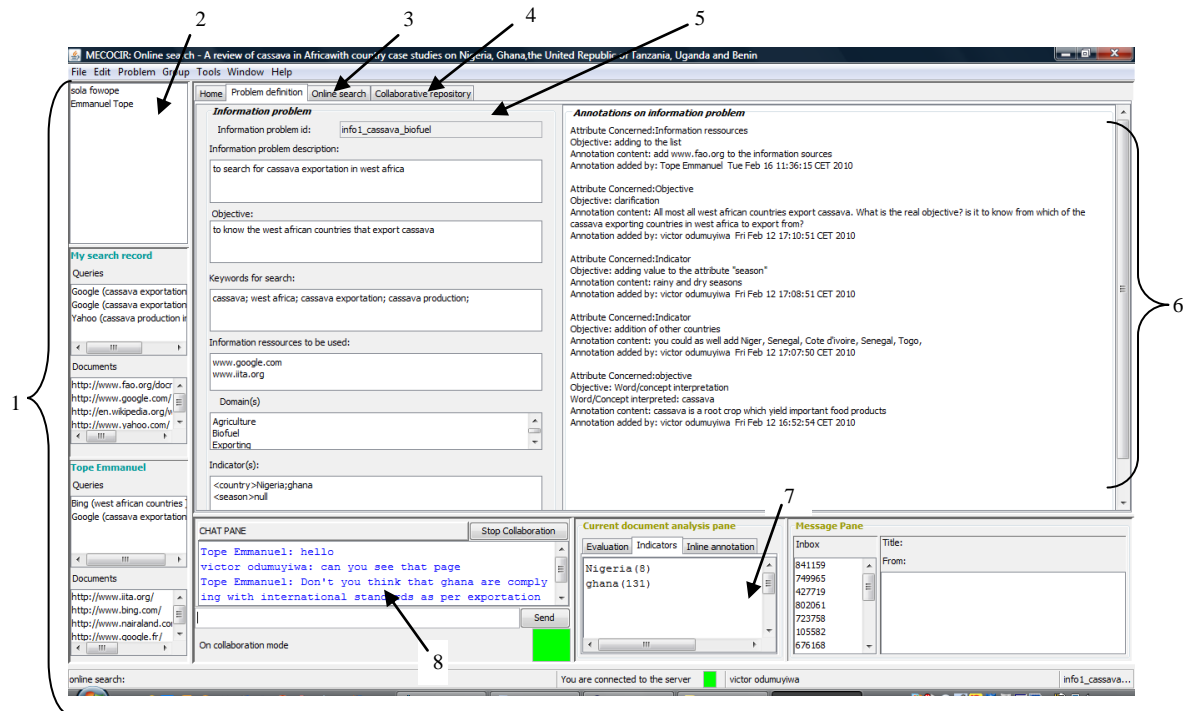 2
3
4
5
MECOCIR: Online search - A review of cassava in Africawith country case studies on Nigeria, Ghana,the United Republic of Tanzania, Uganda and Benin
File Edit Problem Group Tools Window Help
sola fowope
Emmanuel Tope
Home Problem definition Online search Collaborative repository
Information problem
Information problem id: info1_cassava_biofuel
Information problem description:
to search for cassava exportation in west africa
Objective:
to know the west african countries that export cassava
Keywords for search:
cassava; west africa; cassava exportation; cassava production;
Information ressources to be used:
www.google.com
www.iita.org
Domain(s)
Agriculture
Biofuel
Exporting
Indicator(s):
<country>Nigeria;ghana
<season>null
Annotations on information problem
Attribute Concerned:Information ressources
Objective: adding to the list
Annotation content: add www.fao.org to the information sources
Annotation added by: Tope Emmanuel Tue Feb 16 11:36:15 CET 2010
Attribute Concerned:Objective
Objective: clarification
Annotation content: All most all west african countries export cassava. What is the real objective? is it to know from which of the
cassava exporting countries in west africa to export from?
Annotation added by: victor odumuyiwa Fri Feb 12 17:10:51 CET 2010
Attribute Concerned:Indicator
Objective: adding value to the attribute "season"
Annotation content: rainy and dry seasons
Annotation added by: victor odumuyiwa Fri Feb 12 17:08:51 CET 2010
Attribute Concerned:Indicator
Objective: addition of other countries
Annotation content: you could as well add Niger, Senegal, Cote d'ivoire, Senegal, Togo,
Annotation added by: victor odumuyiwa Fri Feb 12 17:07:50 CET 2010
Attribute Concerned:objective
Objective: Word/concept interpretation
Word/Concept interpreted: cassava
Annotation content: cassava is a root crop which yield important food products
Annotation added by: victor odumuyiwa Fri Feb 12 16:52:54 CET 2010
6
1
My search record
Queries
Google (cassava exportation
Google (cassava exportation
Yahoo (cassava production i
Documents
http://www.fao.org/docr
http://www.google.com/
http://en.wikipedia.org/w
http://www.yahoo.com/
Tope Emmanuel
Queries
Bing (west african countries
Google (cassava exportation
Documents
http://www.iita.org/
http://www.bing.com/
http://www.nairaland.co
http://www.google.fr/
CHAT PANE Stop Collaboration
Tope Emmanuel: hello
victor odumuyiwa: can you see that page
Tope Emmanuel: Don't you think that ghana are comply
ing with international standards as per exportation
Send
On collaboration mode
8
7
Current document analysis pane
Evaluation Indicators Inline annotation
Nigeria(8)
ghana(131)
Message Pane
Inbox
841159
749965
427719
802061
723758
105582
676168
Title:
From:
online search:
You are connected to the server
victor odumuyiwa
info1_cassava...